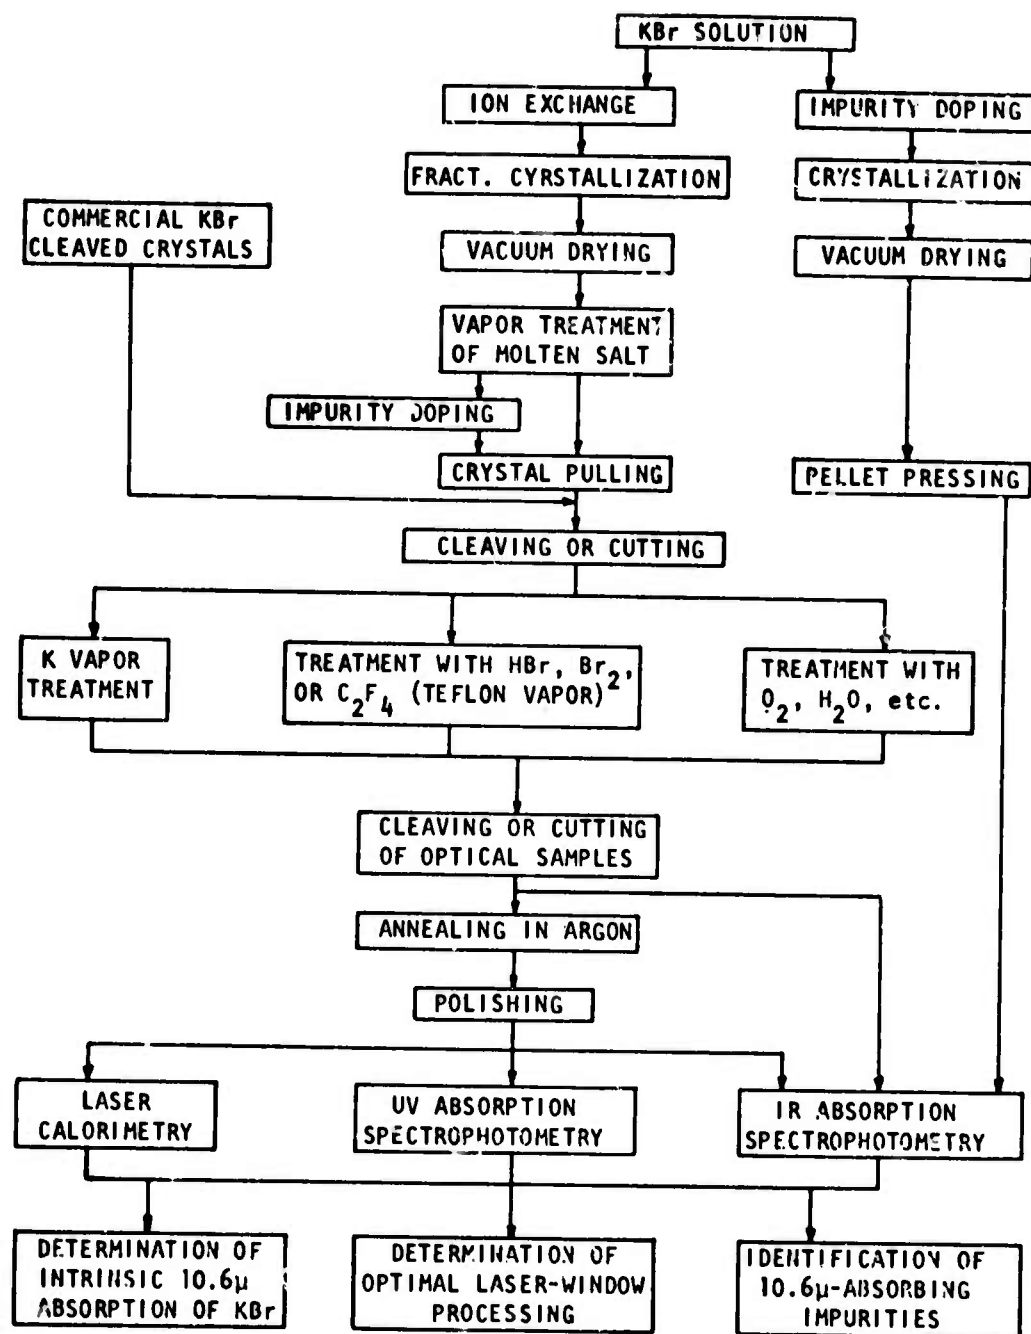 KBr SOLUTION
ION EXCHANGE
IMPURITY DOPING
FRACT. CYRSTALLIZATION
CRYSTALLIZATION
COMMERCIAL KBr
CLEAVED CRYSTALS
VACUUM DRYING
VACUUM DRYING
VAPOR TREATMENT
OF MOLTEN SALT
IMPURITY DOPING
CRYSTAL PULLING
PELLET PRESSING
CLEAVING OR CUTTING
K VAPOR
TREATMENT
TREATMENT WITH HBr, Br2,
OR C2F4 (TEFLON VAPOR)
TREATMENT WITH
O2, H2O, etc.
CLEAVING OR CUTTING
OF OPTICAL SAMPLES
ANNEALING IN ARGON
POLISHING
LASER
CALORIMETRY
UV ABSORPTION
SPECTROPHOTOMETRY
IR ABSORPTION
SPECTROPHOTOMETRY
DETERMINATION OF
INTRINSIC 10.6μ
ABSORPTION OF KBr
DETERMINATION OF
OPTIMAL LASER-WINDOW
PROCESSING
IDENTIFICATION OF
10.6μ-ABSORBING
IMPURITIES